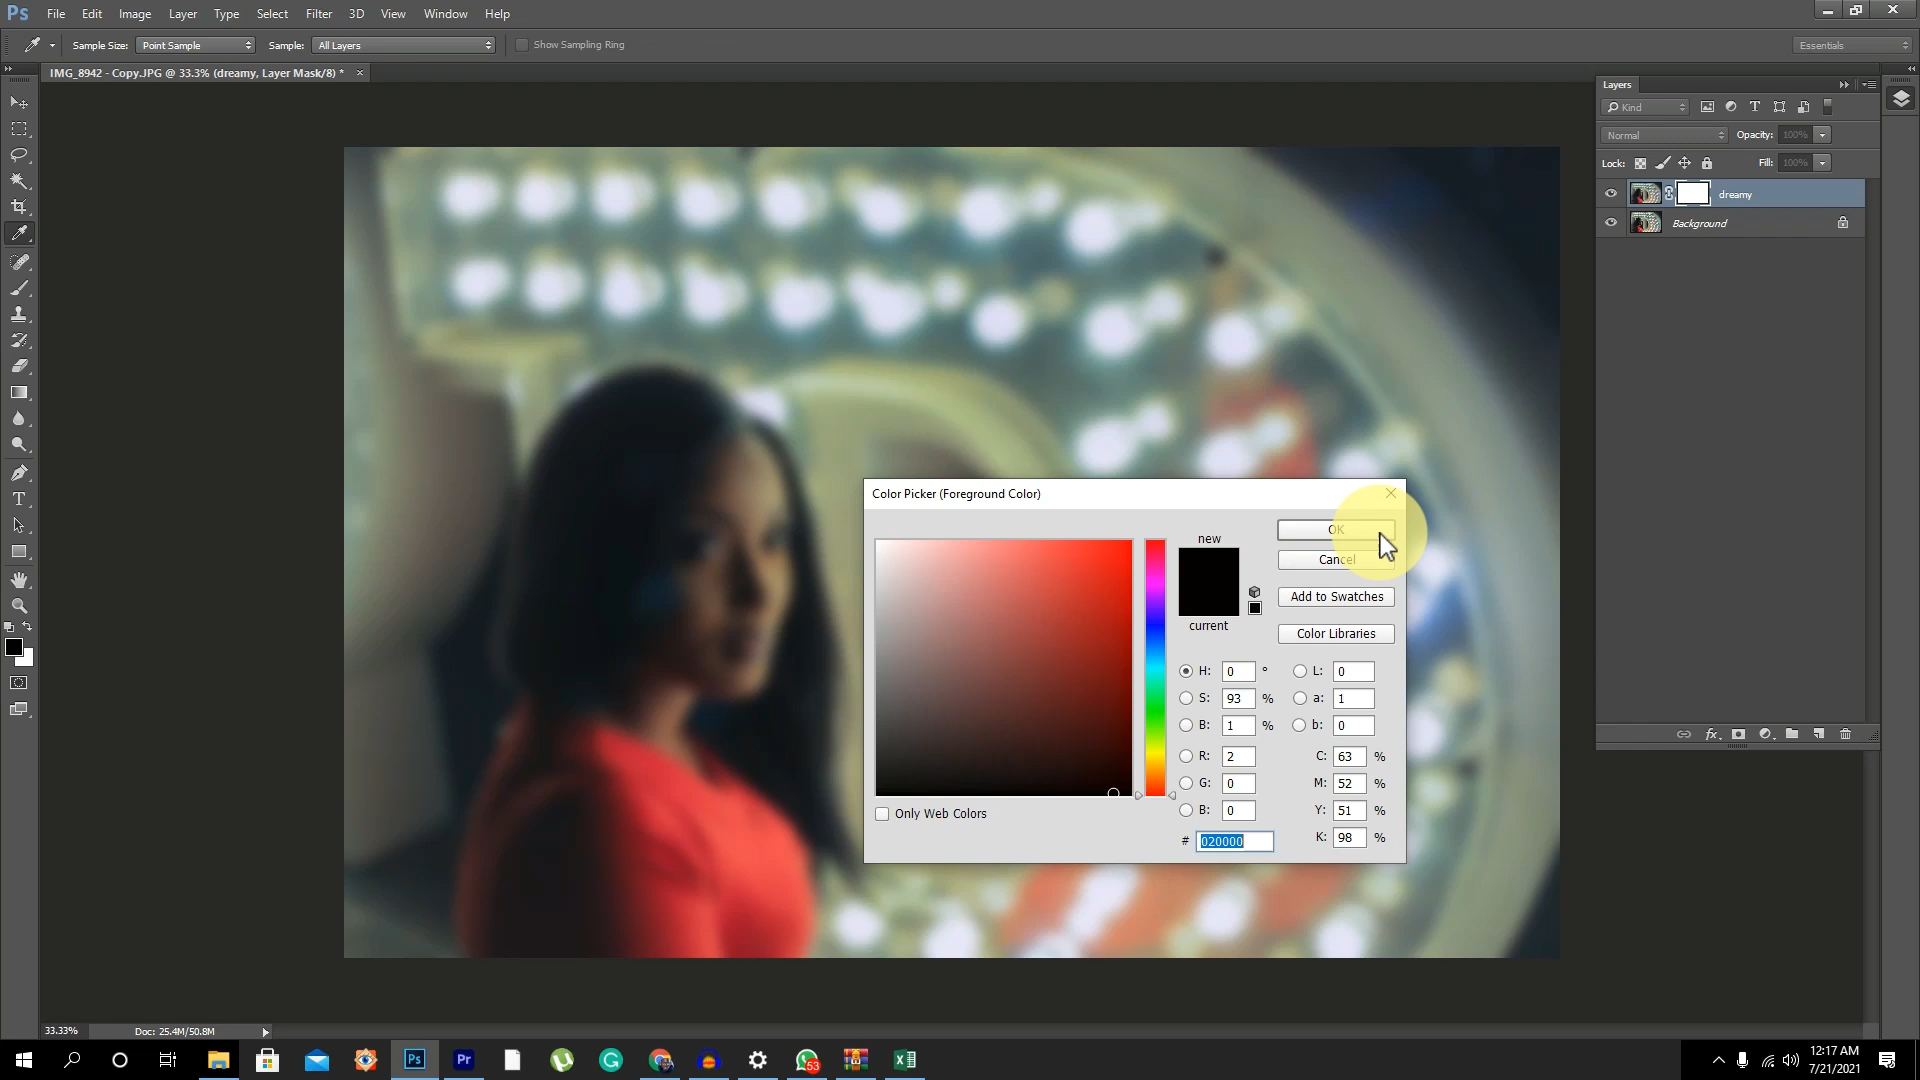 Ps File Edit Image Layer Type Select Filter 3D View Window Help
Sample Size: Point Sample Sample: All Layers Show Sampling Ring Essentials
IMG_8942 - Copy.JPG @ 33.3% (dreamy, Layer Mask/8) *
Layers
Kind
Normal Opacity: 100%
Lock: Fill: 100%
dreamy
Background
Color Picker (Foreground Color)
OK
new
Cancel
Add to Swatches
current
Color Libraries
H: 0 ° L: 0
S: 93 % a: 1
B: 1 % b: 0
R: 2 C: 63 %
G: 0 M: 52 %
B: 0 Y: 51 %
Only Web Colors
# 020000 K: 98 %
33.33% Doc: 25.4M/50.8M
Ps Pr 53
12:17 AM
7/21/2021